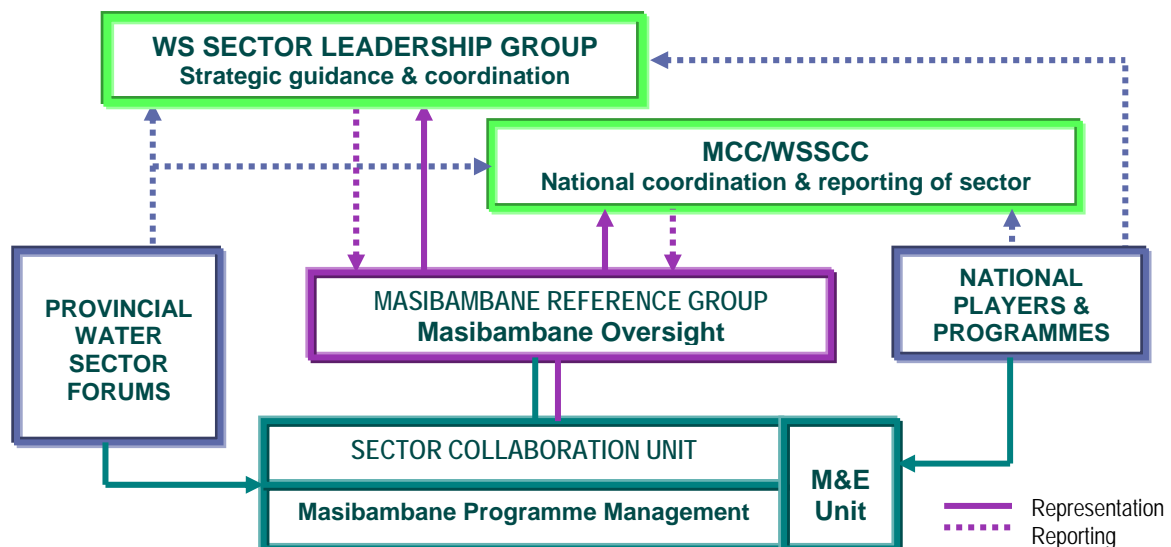 WS SECTOR LEADERSHIP GROUP
Strategic guidance & coordination
MCC/WSSCC
National coordination & reporting of sector
PROVINCIAL
WATER
SECTOR
FORUMS
MASIBAMBANE REFERENCE GROUP
Masibambane Oversight
NATIONAL
PLAYERS &
PROGRAMMES
SECTOR COLLABORATION UNIT
Masibambane Programme Management
M&E
Unit
Representation
Reporting